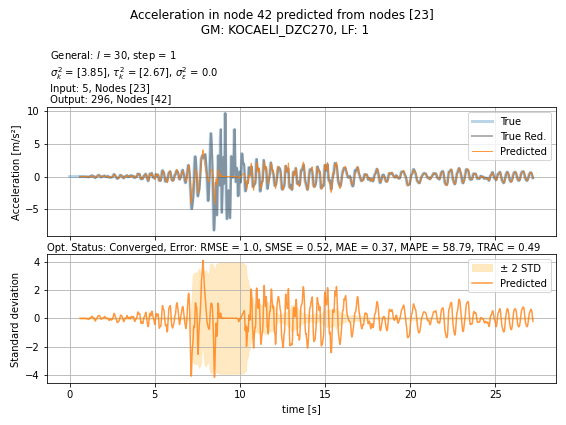 Acceleration in node 42 predicted from nodes [23]
GM: KOCAELI_DZC270, LF: 1
General: l = 30, step = 1
σ²ₖ = [3.85], τ²ₖ = [2.67], σ²ε = 0.0
Input: 5, Nodes [23]
Output: 296, Nodes [42]
Acceleration [m/s²]
10
5
0
−5
True
True Red.
Predicted
Opt. Status: Converged, Error: RMSE = 1.0, SMSE = 0.52, MAE = 0.37, MAPE = 58.79, TRAC = 0.49
Standard deviation
4
2
0
−2
−4
± 2 STD
Predicted
0 5 10 15 20 25
time [s]